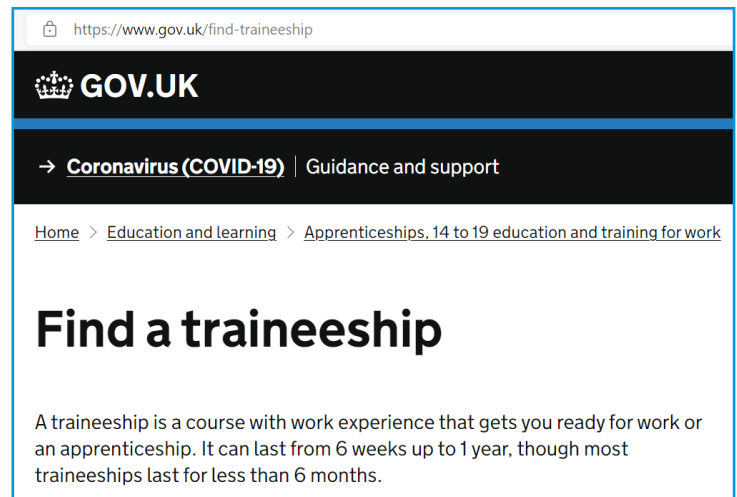 https://www.gov.uk/find-traineeship
GOV.UK
→ Coronavirus (COVID-19) | Guidance and support
Home > Education and learning > Apprenticeships, 14 to 19 education and training for work
Find a traineeship
A traineeship is a course with work experience that gets you ready for work or
an apprenticeship. It can last from 6 weeks up to 1 year, though most
traineeships last for less than 6 months.